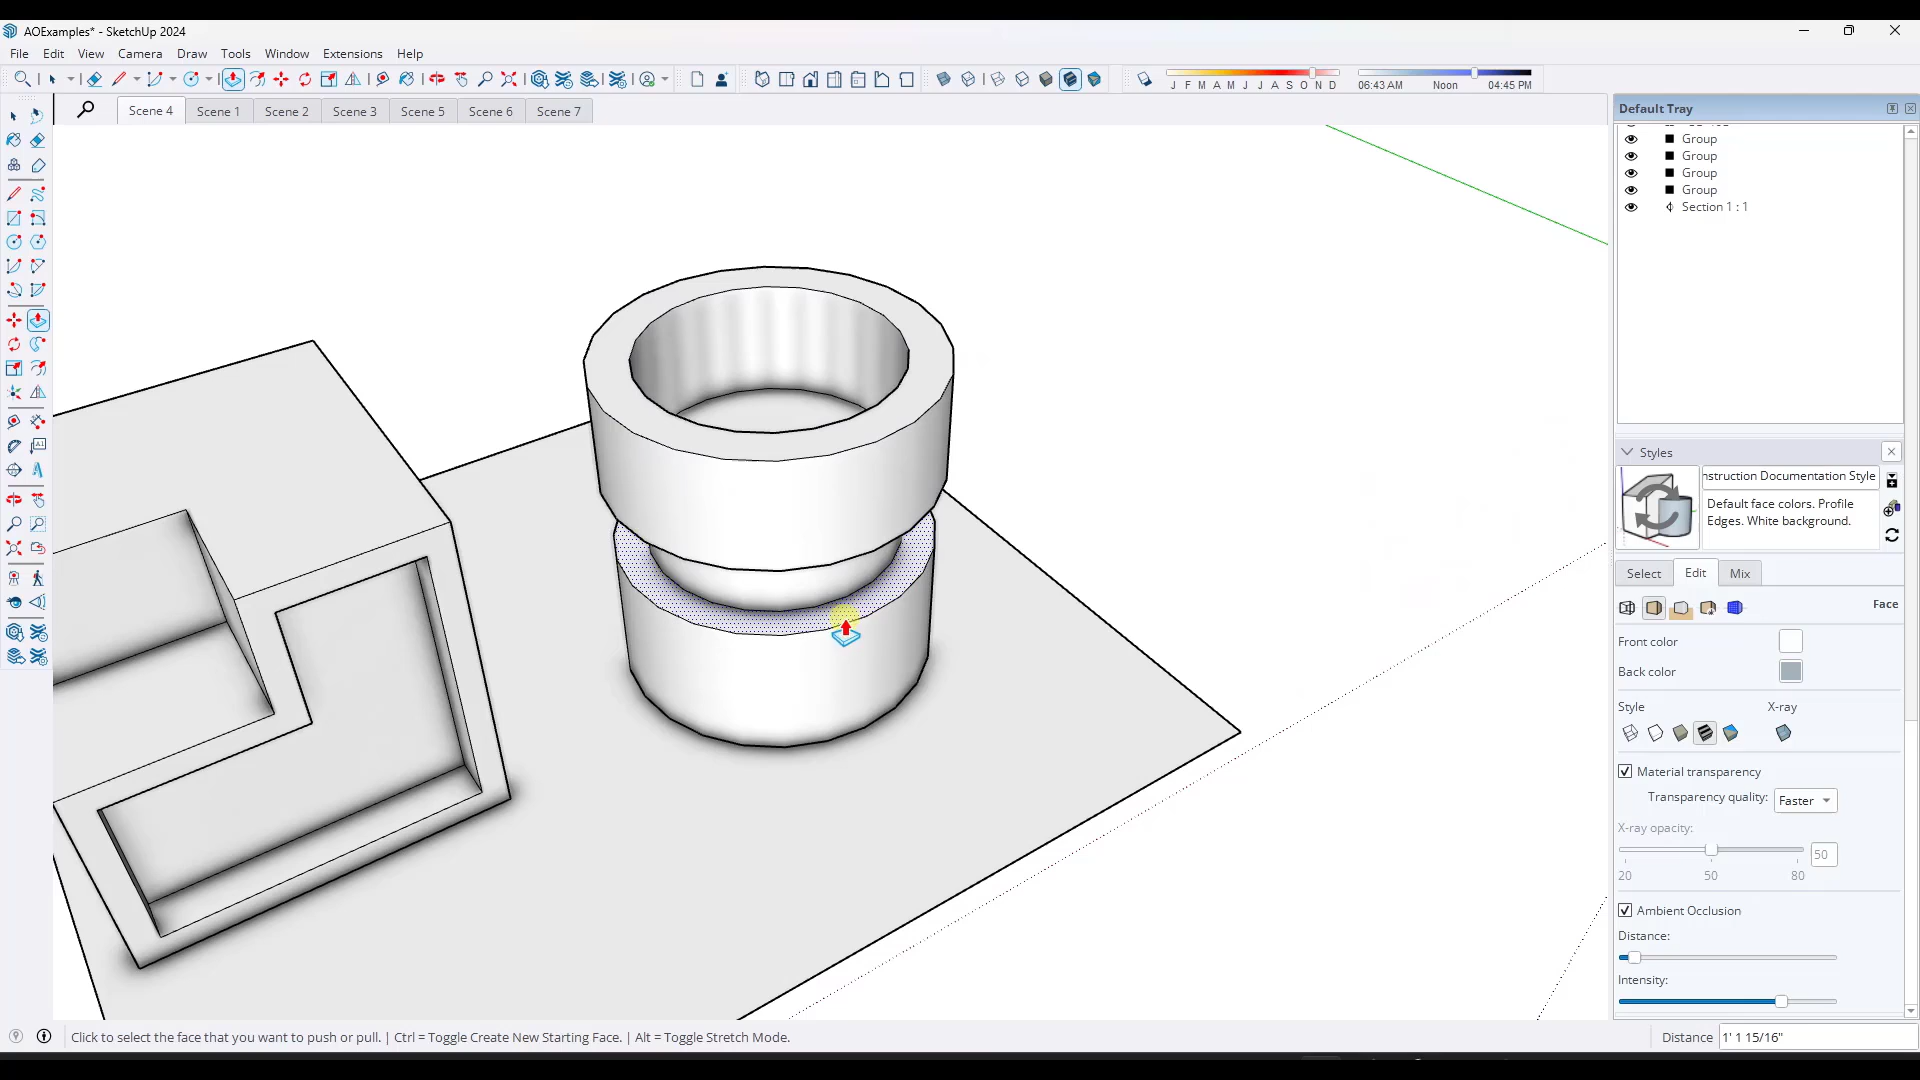 AOExamples* - SketchUp 2024
File Edit View Camera Draw Tools Window Extensions Help
J F M A M J J A S O N D 06:43 AM Noon 04:45 PM
Scene 4 Scene 1 Scene 2 Scene 3 Scene 5 Scene 6 Scene 7
Default Tray
Group
Group
Group
Group
Section 1 : 1
Styles
nstruction Documentation Style
Default face colors. Profile
Edges. White background.
Select Edit Mix
Face
Front color
Back color
Style X-ray
Material transparency
Transparency quality: Faster
X-ray opacity:
50
20 50 80
Ambient Occlusion
Distance:
Intensity:
Click to select the face that you want to push or pull. | Ctrl = Toggle Create New Starting Face. | Alt = Toggle Stretch Mode.
Distance 1' 1 15/16"